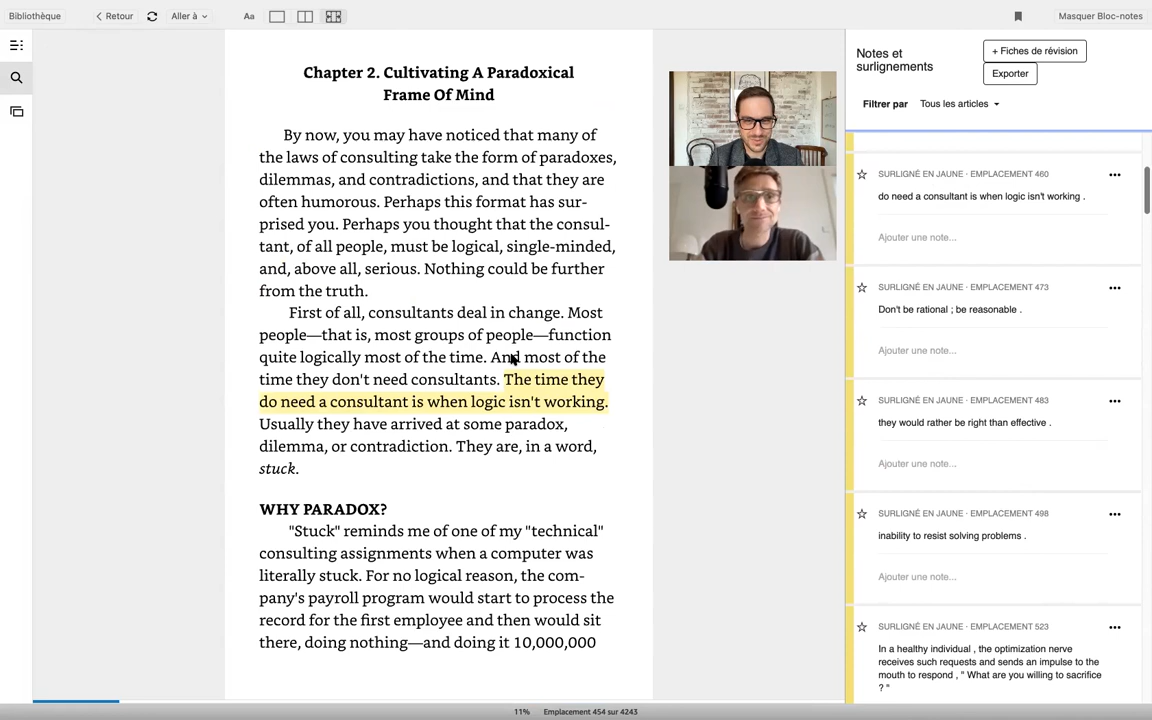 Bibliothèque
Retour
Aller à
Aa
Masquer Bloc-notes
Chapter 2. Cultivating A Paradoxical
Frame Of Mind
By now, you may have noticed that many of
the laws of consulting take the form of paradoxes,
dilemmas, and contradictions, and that they are
often humorous. Perhaps this format has sur-
prised you. Perhaps you thought that the consul-
tant, of all people, must be logical, single-minded,
and, above all, serious. Nothing could be further
from the truth.
First of all, consultants deal in change. Most
people—that is, most groups of people—function
quite logically most of the time. And most of the
time they don't need consultants. The time they
do need a consultant is when logic isn't working.
Usually they have arrived at some paradox,
dilemma, or contradiction. They are, in a word,
stuck.
WHY PARADOX?
"Stuck" reminds me of one of my "technical"
consulting assignments when a computer was
literally stuck. For no logical reason, the com-
pany's payroll program would start to process the
record for the first employee and then would sit
there, doing nothing—and doing it 10,000,000
Notes et
surlignements
+ Fiches de révision
Exporter
Filtrer par
Tous les articles
SURLIGNÉ EN JAUNE · EMPLACEMENT 460
do need a consultant is when logic isn't working .
Ajouter une note...
SURLIGNÉ EN JAUNE · EMPLACEMENT 473
Don't be rational ; be reasonable .
Ajouter une note...
SURLIGNÉ EN JAUNE · EMPLACEMENT 483
they would rather be right than effective .
Ajouter une note...
SURLIGNÉ EN JAUNE · EMPLACEMENT 498
inability to resist solving problems .
Ajouter une note...
SURLIGNÉ EN JAUNE · EMPLACEMENT 523
In a healthy individual , the optimization nerve
receives such requests and sends an impulse to the
mouth to respond , " What are you willing to sacrifice
? "
11% Emplacement 454 sur 4243